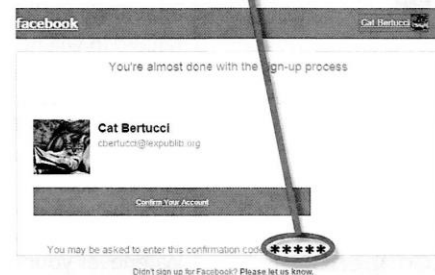 facebook
Cat Bertucci
You're almost done with the sign-up process
Cat Bertucci
cbertucci@lexpublib.org
Confirm Your Account
You may be asked to enter this confirmation code *****
Didn't sign up for Facebook? Please let us know.